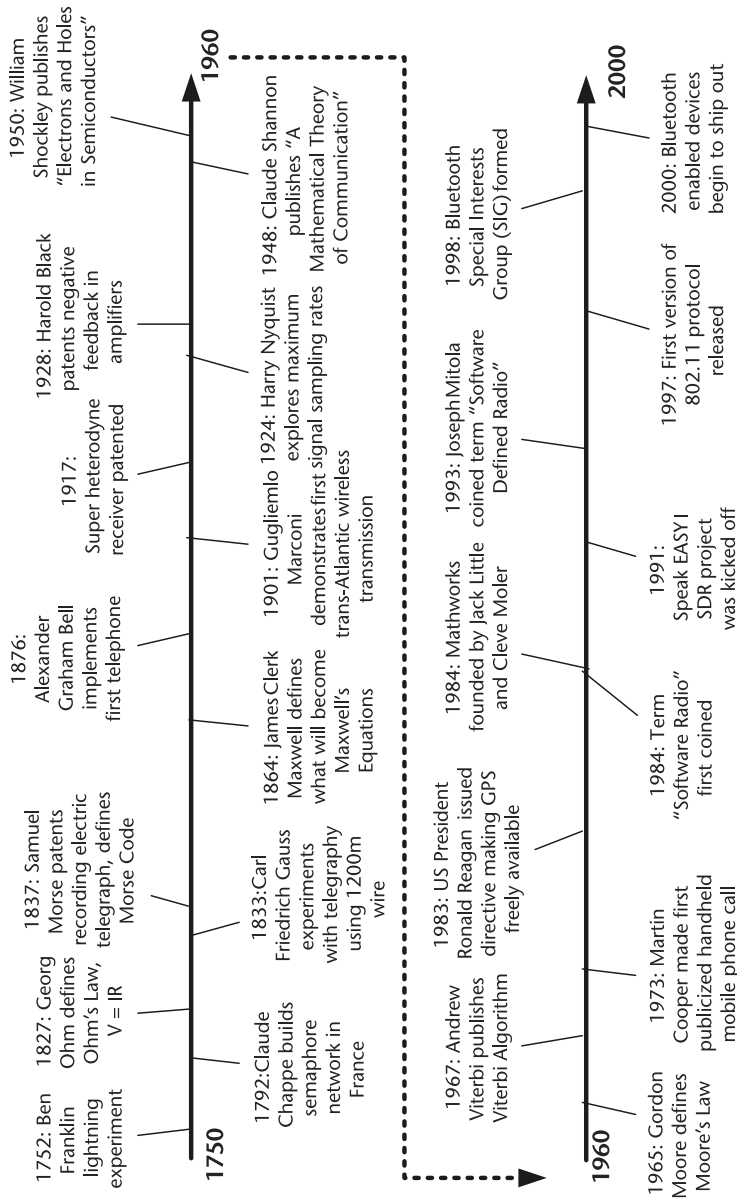 1752: Ben
Franklin
lightning
experiment
1827: Georg
Ohm defines
Ohm's Law,
V = IR
1837: Samuel
Morse patents
recording electric
telegraph, defines
Morse Code
1876:
Alexander
Graham Bell
implements
first telephone
1917:
Super heterodyne
receiver patented
1928: Harold Black
patents negative
feedback in
amplifiers
1950: William
Shockley publishes
"Electrons and Holes
in Semiconductors"
1750
1960
1792:Claude
Chappe builds
semaphore
network in
France
1833:Carl
Friedrich Gauss
experiments
with telegraphy
using 1200m
wire
1864: JamesClerk
Maxwell defines
what will become
Maxwell's
Equations
1901: Gugliemlo
Marconi
demonstrates first
trans-Atlantic wireless
transmission
1924: Harry Nyquist
explores maximum
signal sampling rates
1948: Claude Shannon
publishes "A
Mathematical Theory
of Communication"
1967: Andrew
Viterbi publishes
Viterbi Algorithm
1983: US President
Ronald Reagan issued
directive making GPS
freely available
1984: Mathworks
founded by Jack Little
and Cleve Moler
1993: JosephMitola
coined term "Software
Defined Radio"
1998: Bluetooth
Special Interests
Group (SIG) formed
1960
2000
1965: Gordon
Moore defines
Moore's Law
1973: Martin
Cooper made first
publicized handheld
mobile phone call
1984: Term
"Software Radio"
first coined
1991:
Speak EASY I
SDR project
was kicked off
1997: First version of
802.11 protocol
released
2000: Bluetooth
enabled devices
begin to ship out